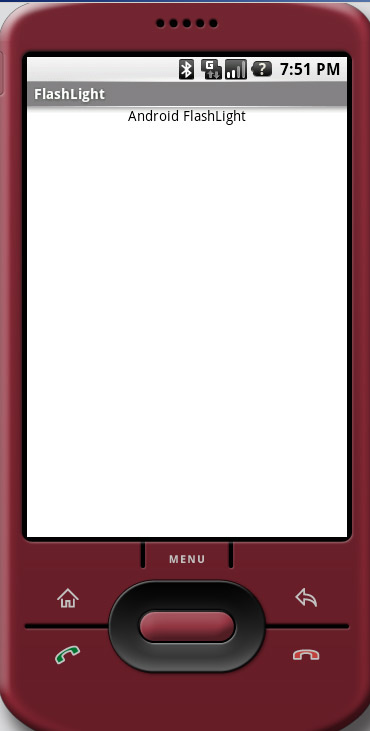 G
? 7:51 PM
FlashLight
Android FlashLight
MENU